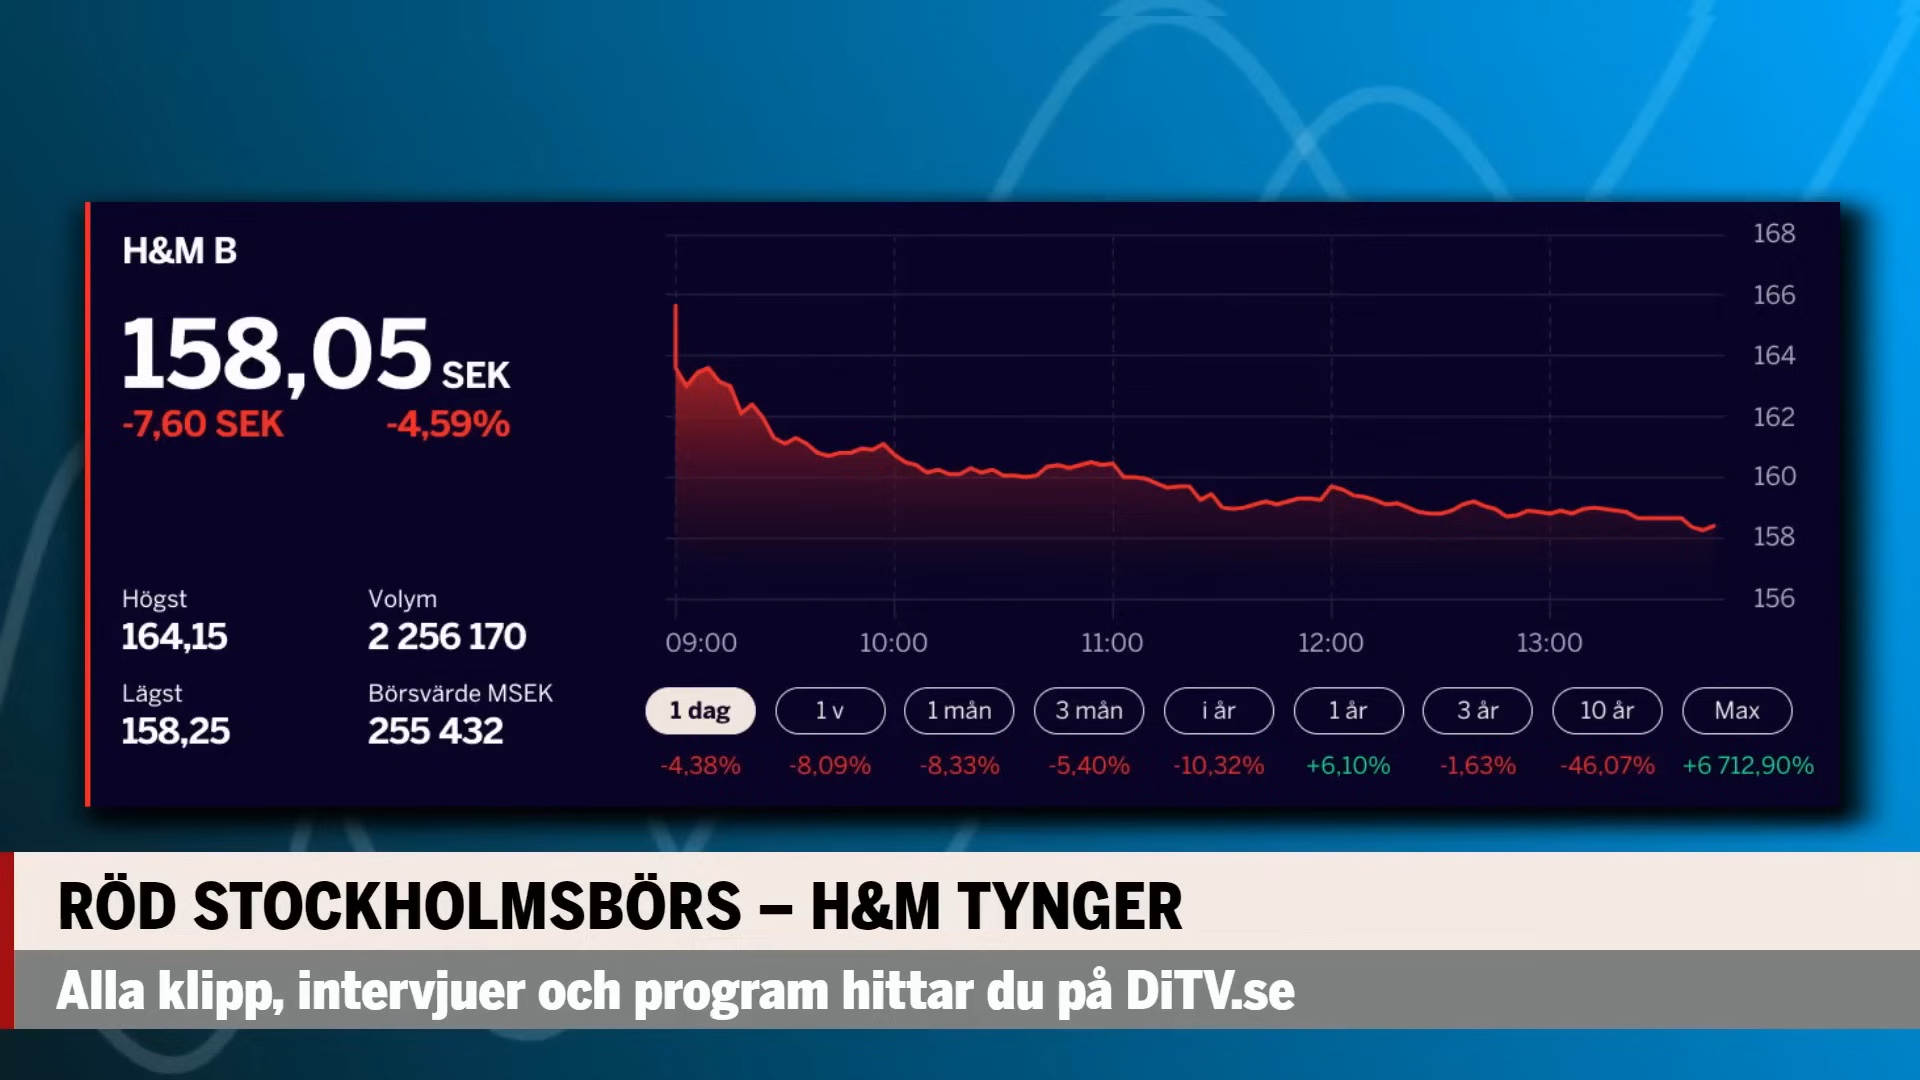 H&M B
158,05 SEK
-7,60 SEK -4,59%
Högst Volym
164,15 2 256 170
Lägst Börsvärde MSEK
158,25 255 432
168
166
164
162
160
158
156
09:00 10:00 11:00 12:00 13:00
1 dag 1 v 1 mån 3 mån i år 1 år 3 år 10 år Max
-4,38% -8,09% -8,33% -5,40% -10,32% +6,10% -1,63% -46,07% +6 712,90%
RÖD STOCKHOLMSBÖRS – H&M TYNGER
Alla klipp, intervjuer och program hittar du på DiTV.se